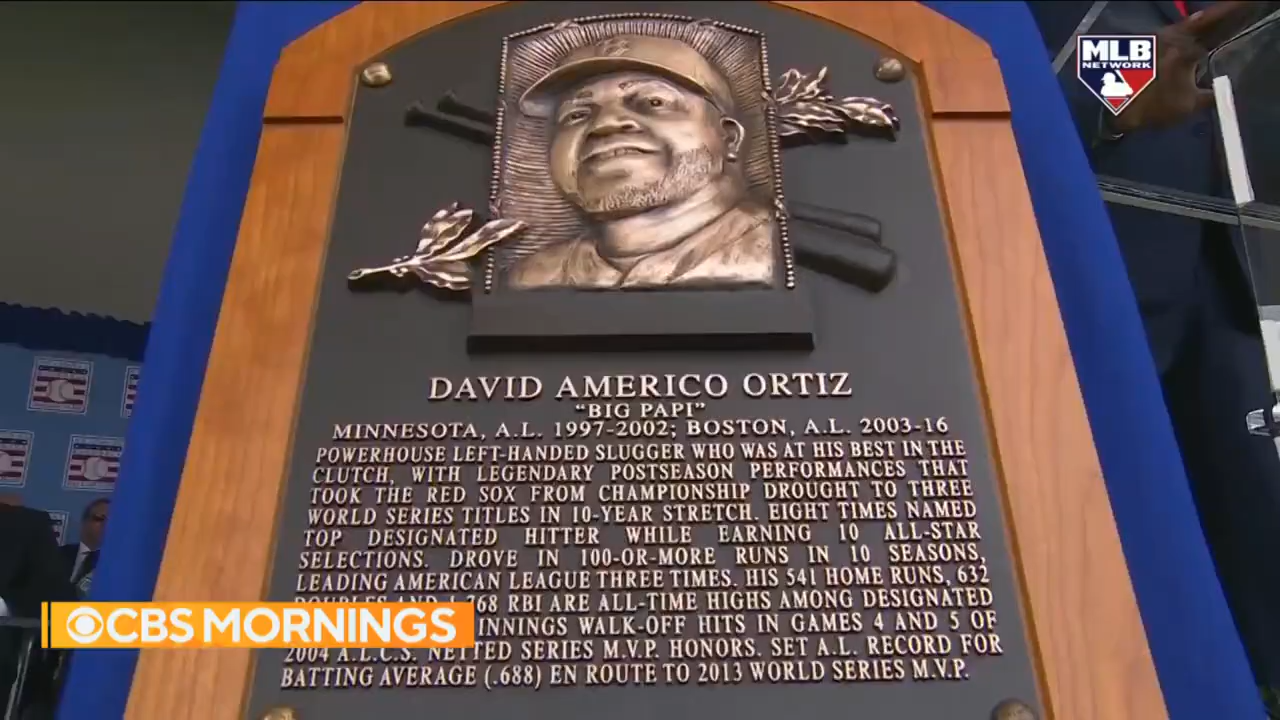 MLB
NETWORK
DAVID AMERICO ORTIZ
"BIG PAPI"
MINNESOTA, A.L. 1997-2002; BOSTON, A.L. 2003-16
POWERHOUSE LEFT-HANDED SLUGGER WHO WAS AT HIS BEST IN THE
CLUTCH, WITH LEGENDARY POSTSEASON PERFORMANCES THAT
TOOK THE RED SOX FROM CHAMPIONSHIP DROUGHT TO THREE
WORLD SERIES TITLES IN 10-YEAR STRETCH. EIGHT TIMES NAMED
TOP DESIGNATED HITTER WHILE EARNING 10 ALL-STAR
SELECTIONS. DROVE IN 100-OR-MORE RUNS IN 10 SEASONS,
LEADING AMERICAN LEAGUE THREE TIMES. HIS 541 HOME RUNS, 632
DOUBLES AND 1,768 RBI ARE ALL-TIME HIGHS AMONG DESIGNATED
INNINGS WALK-OFF HITS IN GAMES 4 AND 5 OF
2004 A.L.C.S. NETTED SERIES M.V.P. HONORS. SET A.L. RECORD FOR
BATTING AVERAGE (.688) EN ROUTE TO 2013 WORLD SERIES M.V.P.
CBS MORNINGS